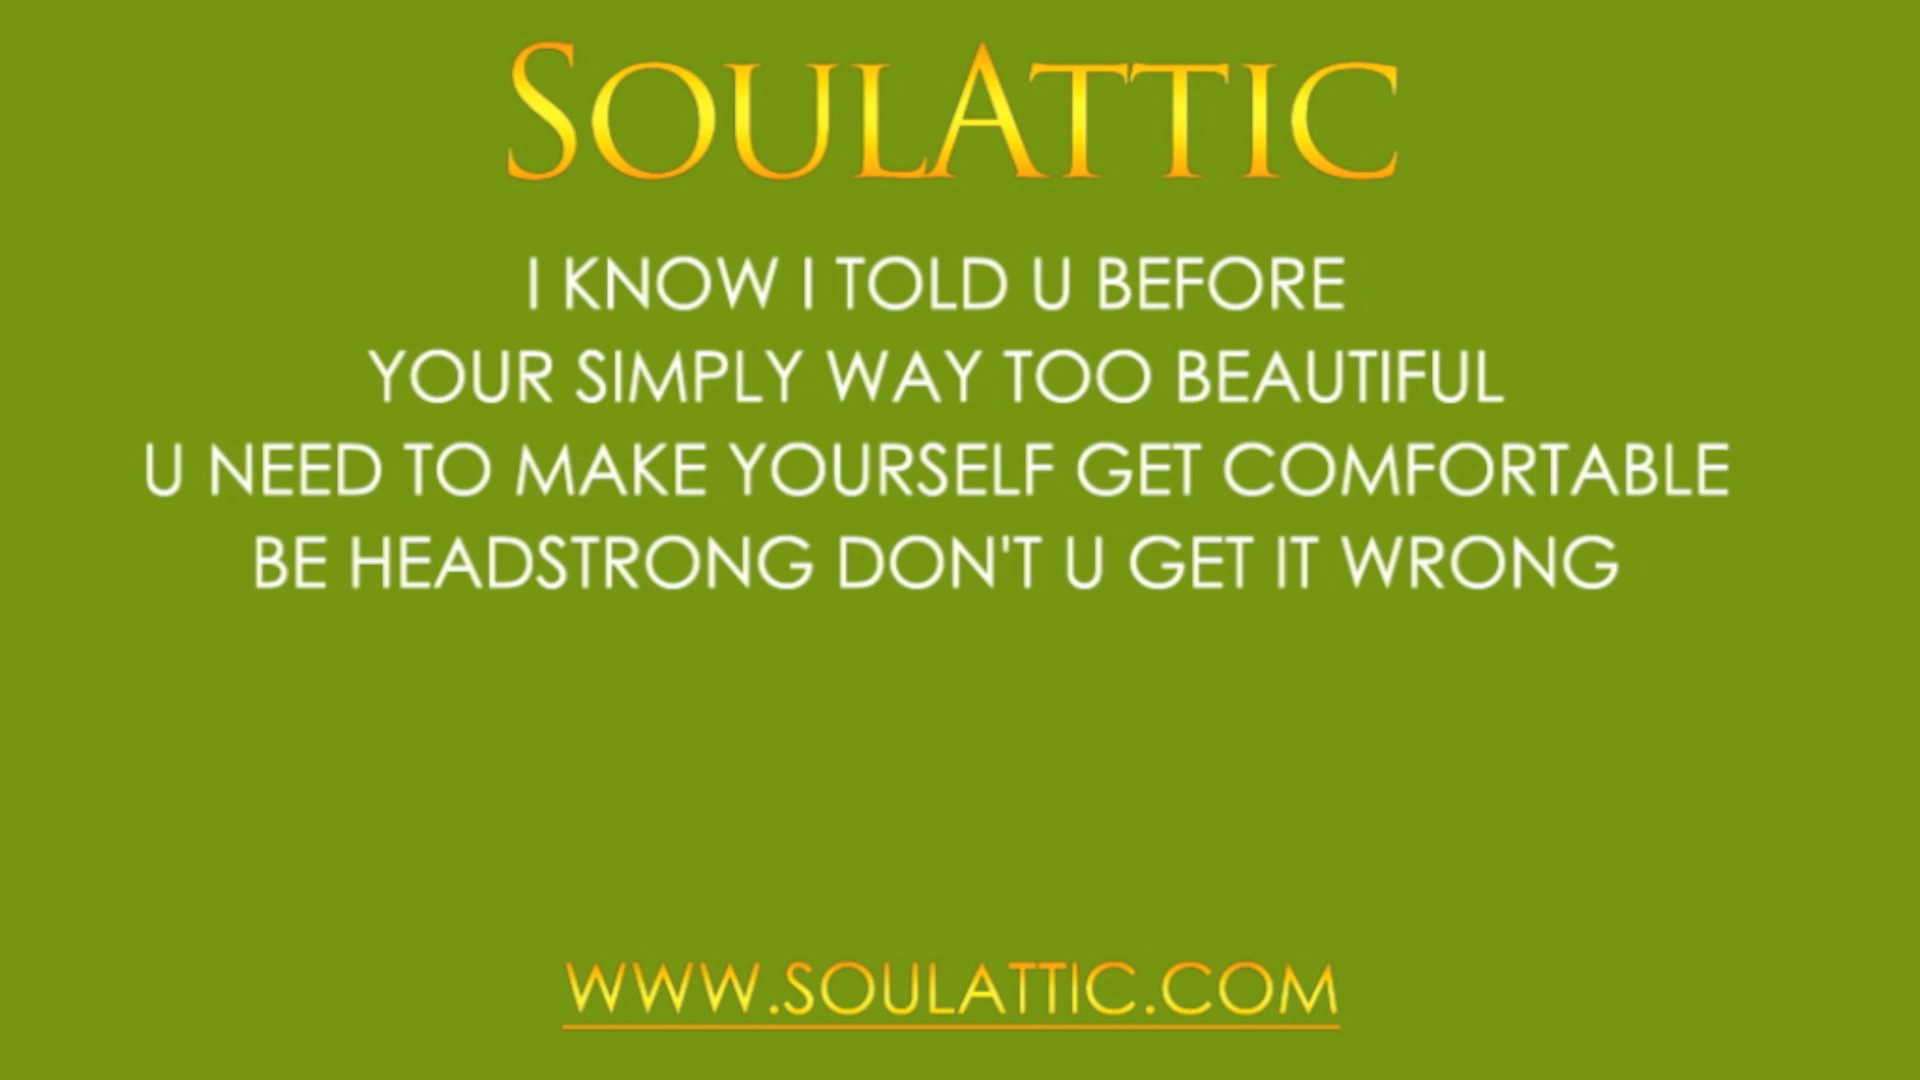 SOULATTIC
I KNOW I TOLD U BEFORE
YOUR SIMPLY WAY TOO BEAUTIFUL
U NEED TO MAKE YOURSELF GET COMFORTABLE
BE HEADSTRONG DON'T U GET IT WRONG
WWW.SOULATTIC.COM